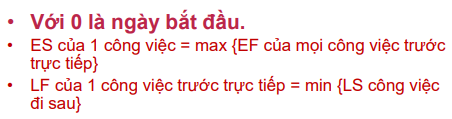 • Với 0 là ngày bắt đầu.
• ES của 1 công việc = max {EF của mọi công việc trước
trực tiếp}
• LF của 1 công việc trước trực tiếp = min {LS công việc
đi sau}